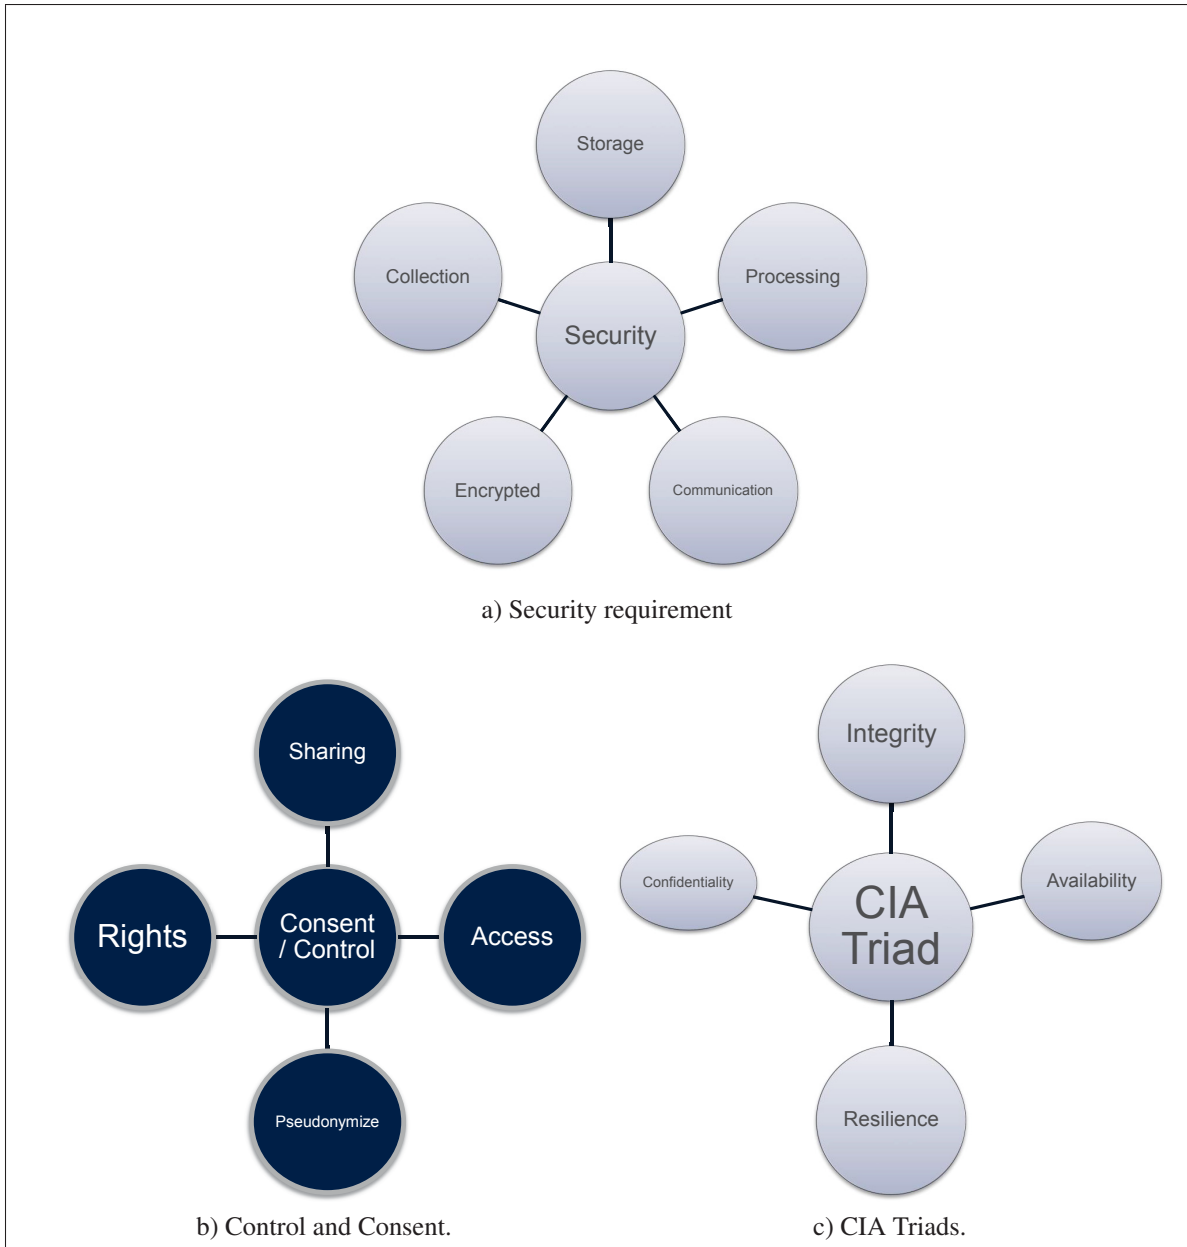 Storage
Collection
Processing
Security
Encrypted
Communication
a) Security requirement
Sharing
Rights
Consent
/ Control
Access
Pseudonymize
b) Control and Consent.
Integrity
Confidentiality
Availability
CIA
Triad
Resilience
c) CIA Triads.